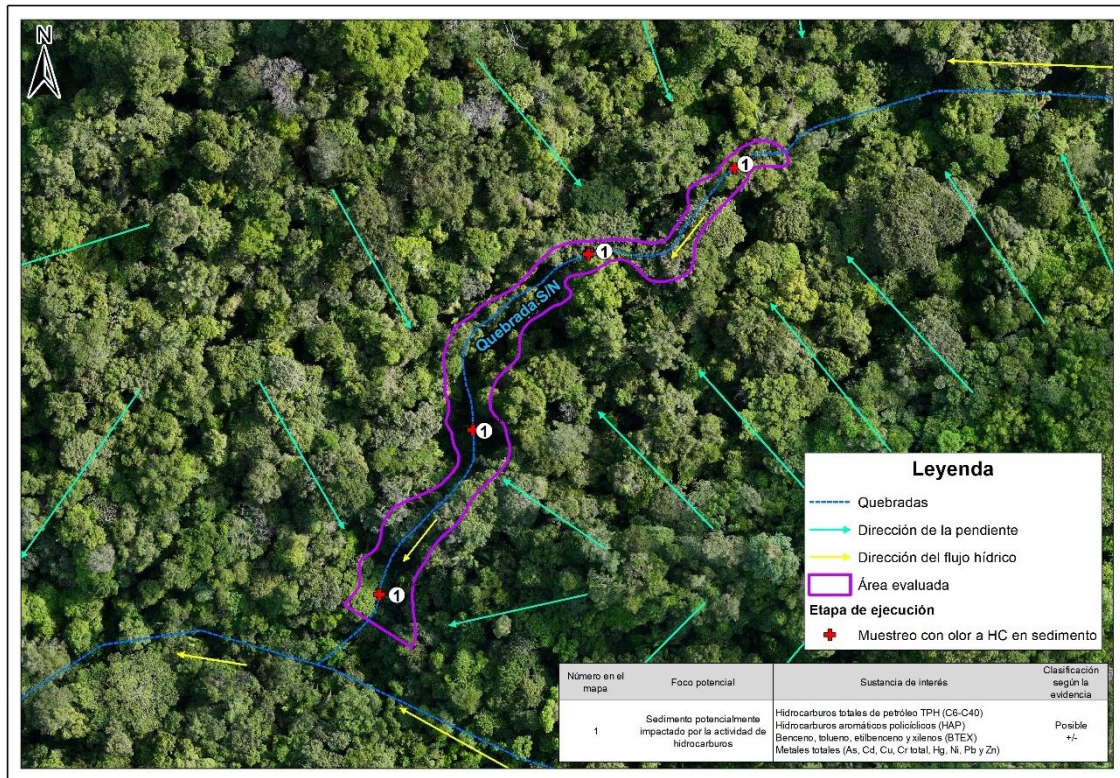 N
1
1
Quebrada S/N
1
1
Leyenda
Quebradas
Dirección de la pendiente
Dirección del flujo hídrico
Área evaluada
Etapa de ejecución
Muestreo con olor a HC en sedimento
Número en el
mapa
Foco potencial
Sustancia de interés
Clasificación
según la
evidencia
1
Sedimento potencialmente
impactado por la actividad de
hidrocarburos
Hidrocarburos totales de petróleo TPH (C6-C40)
Hidrocarburos aromáticos policíclicos (HAP)
Benceno, tolueno, etilbenceno y xilenos (BTEX)
Metales totales (As, Cd, Cu, Cr total, Hg, Ni, Pb y Zn)
Posible
+/-